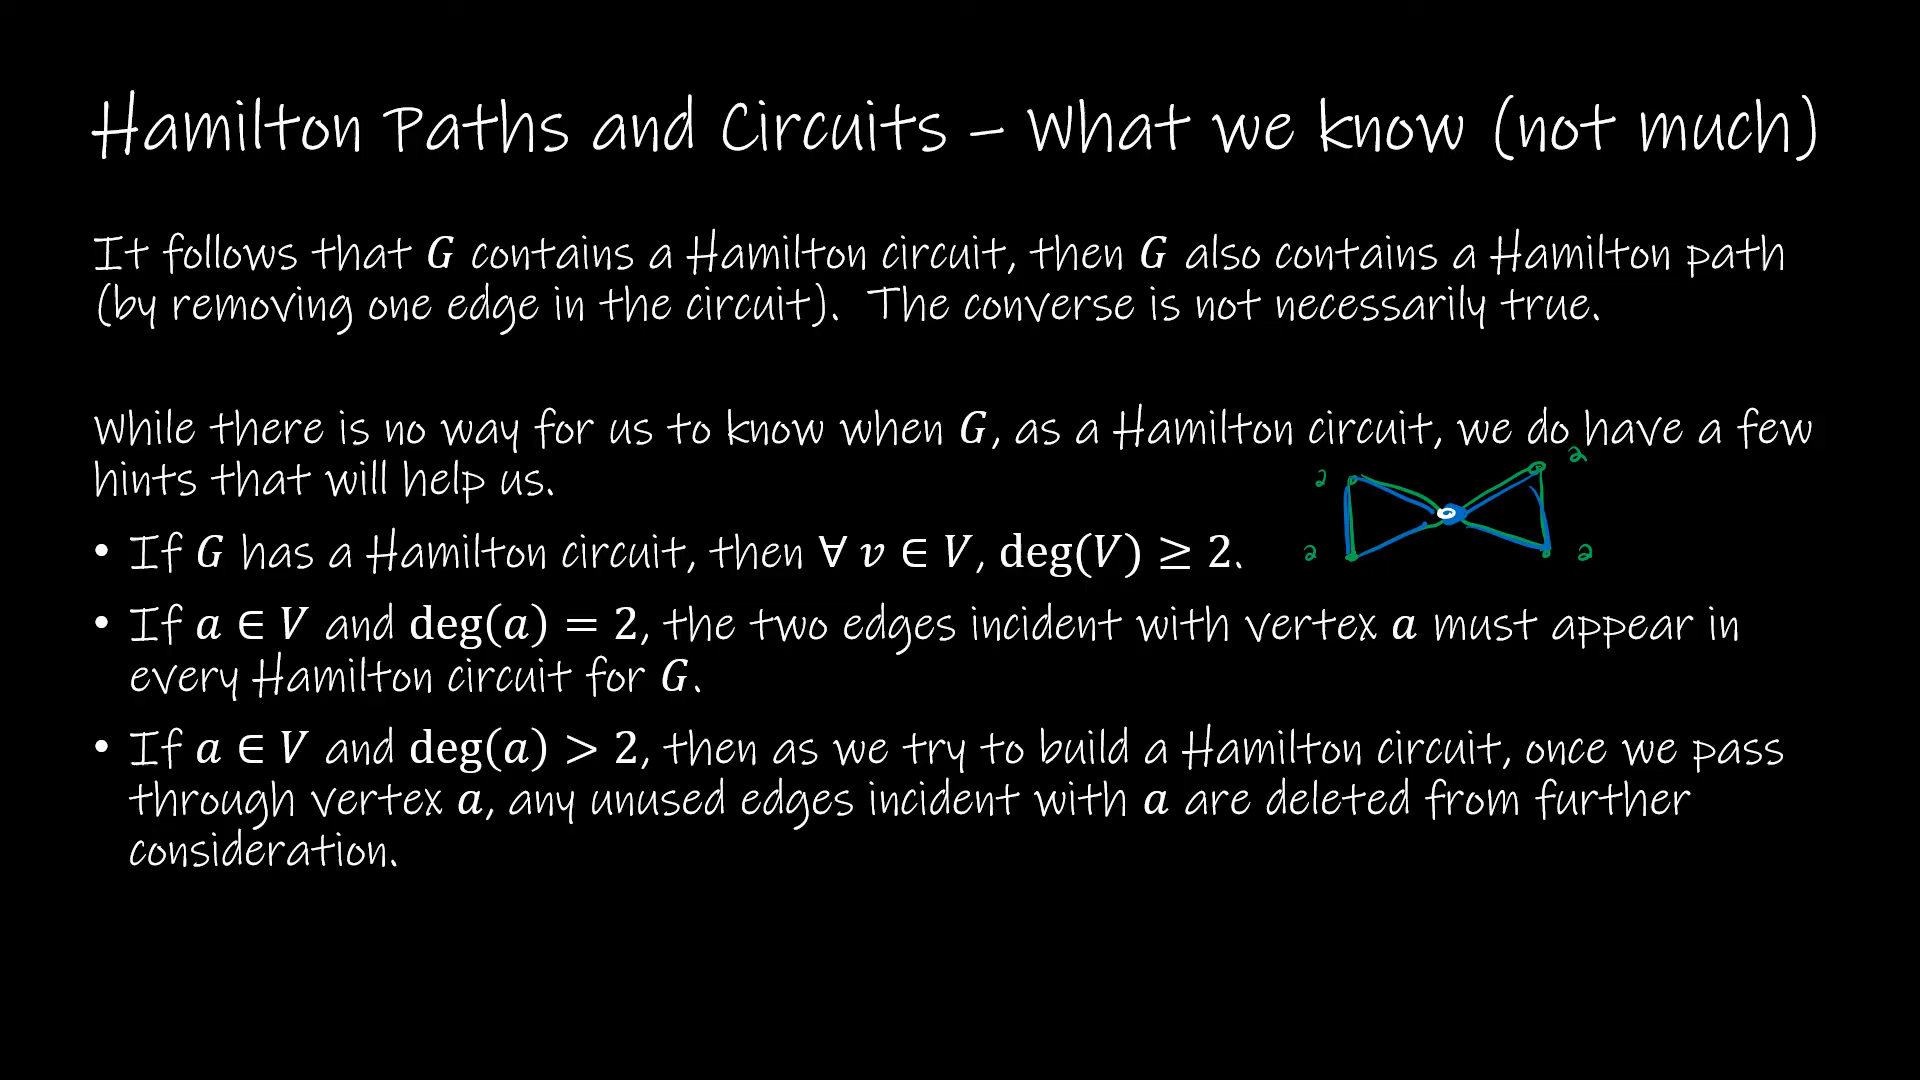 Hamilton Paths and Circuits – What we know (not much)
It follows that G contains a Hamilton circuit, then G also contains a Hamilton path
(by removing one edge in the circuit). The converse is not necessarily true.
While there is no way for us to know when G, as a Hamilton circuit, we do have a few
hints that will help us.
2 2
• If G has a Hamilton circuit, then ∀ v ∈ V, deg(V) ≥ 2.
2 2
• If a ∈ V and deg(a) = 2, the two edges incident with vertex a must appear in
every Hamilton circuit for G.
• If a ∈ V and deg(a) > 2, then as we try to build a Hamilton circuit, once we pass
through vertex a, any unused edges incident with a are deleted from further
consideration.